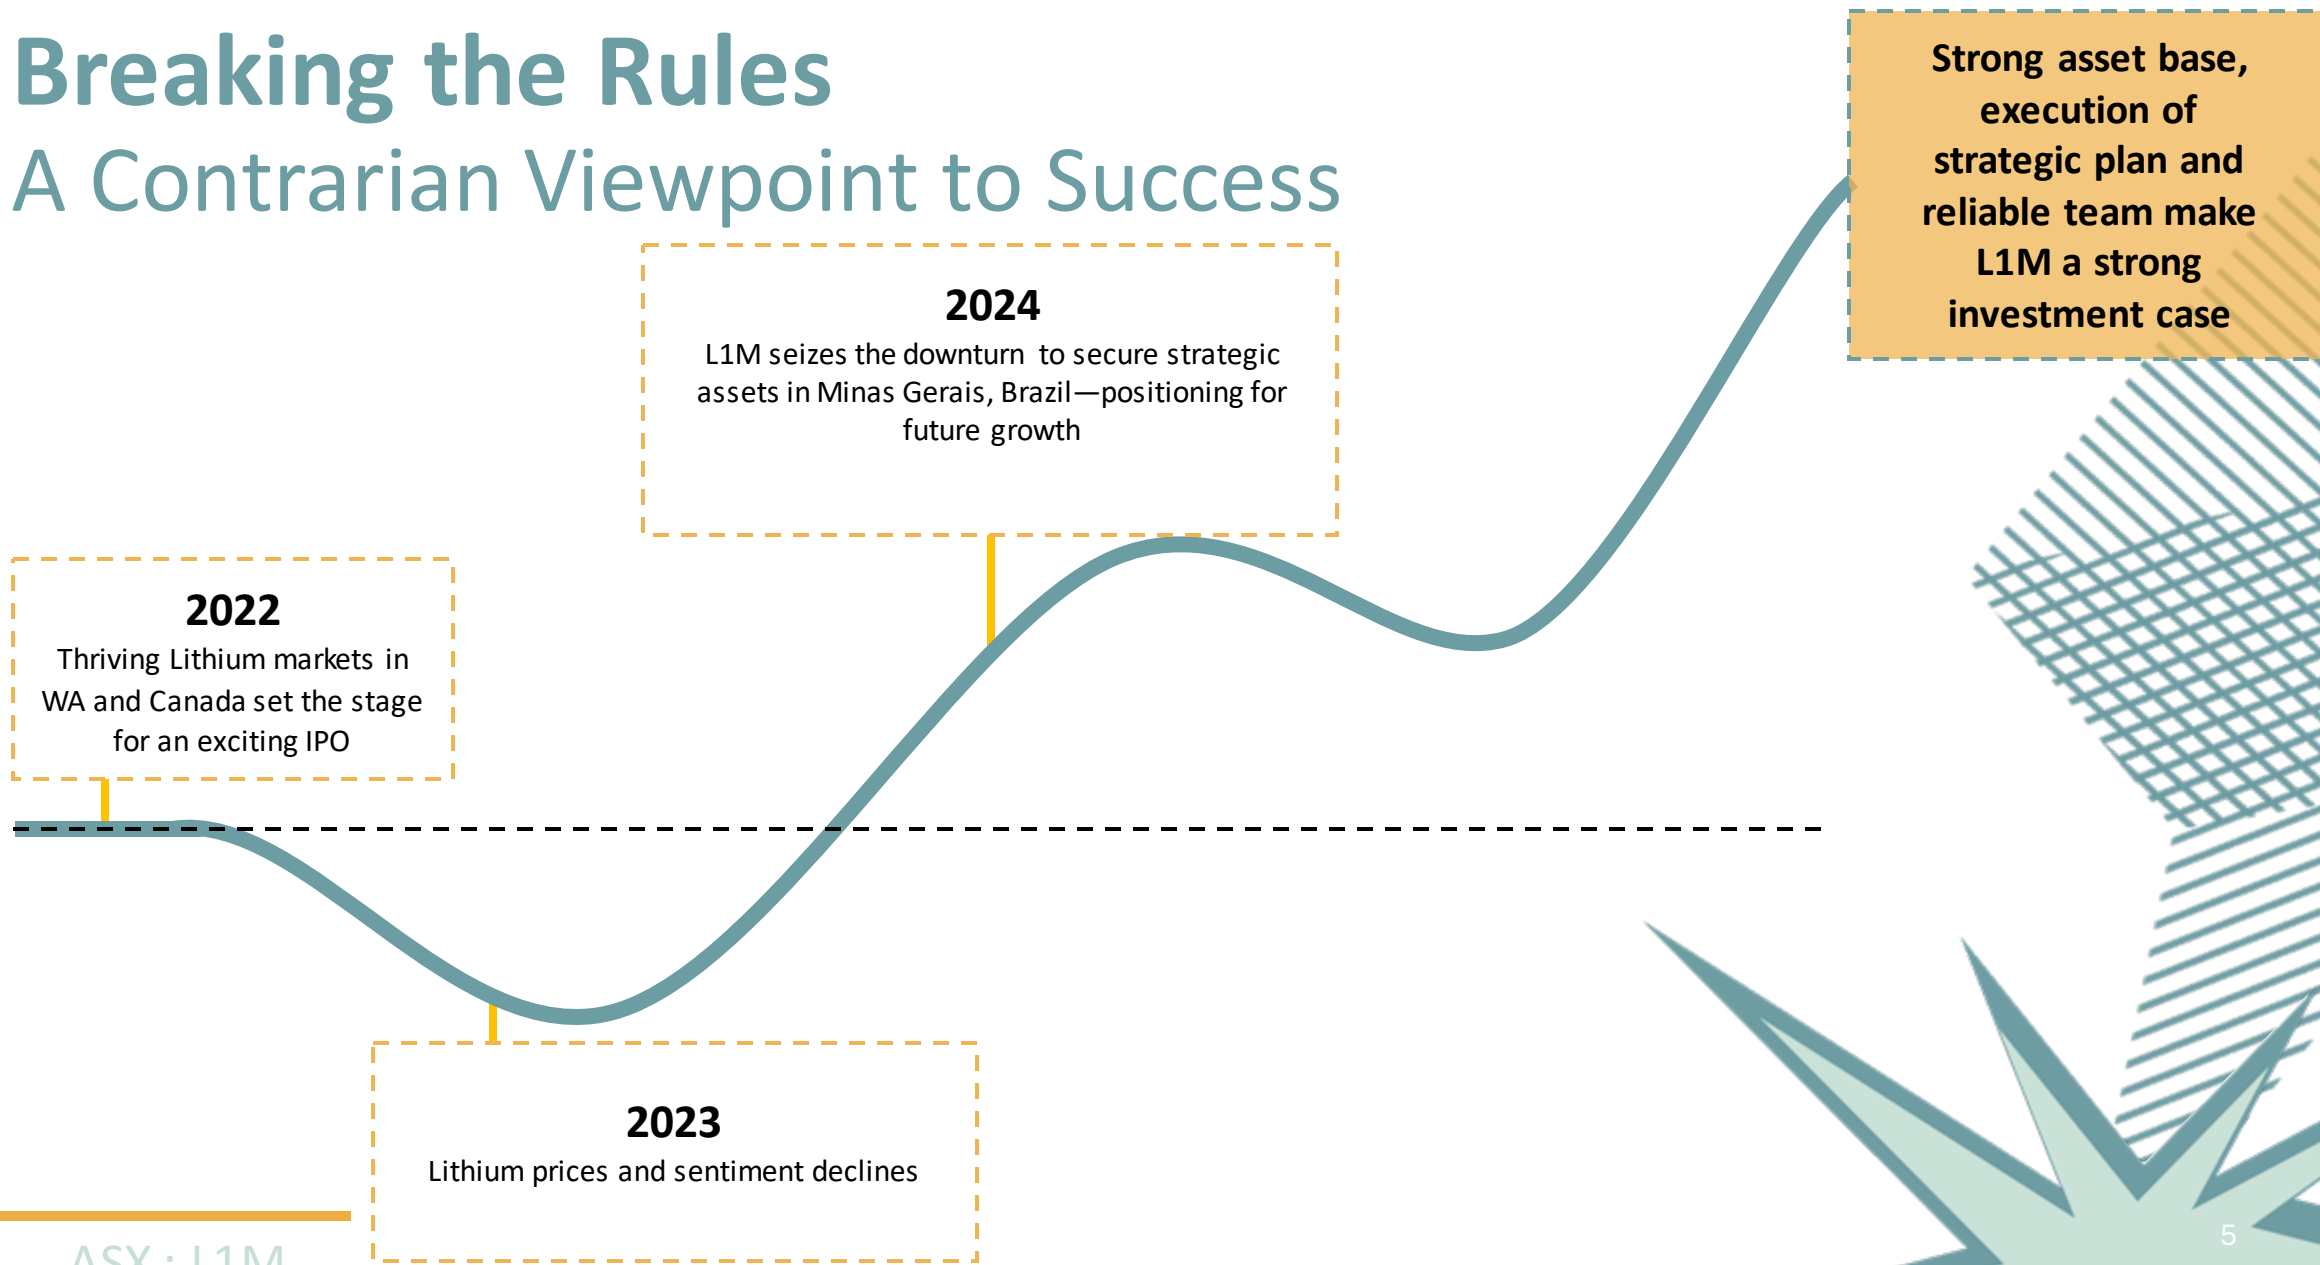 Breaking the Rules
A Contrarian Viewpoint to Success
Strong asset base,
execution of
strategic plan and
reliable team make
L1M a strong
investment case
2024
L1M seizes the downturn to secure strategic
assets in Minas Gerais, Brazil—positioning for
future growth
2022
Thriving Lithium markets in
WA and Canada set the stage
for an exciting IPO
2023
Lithium prices and sentiment declines
ASX : L1M
5